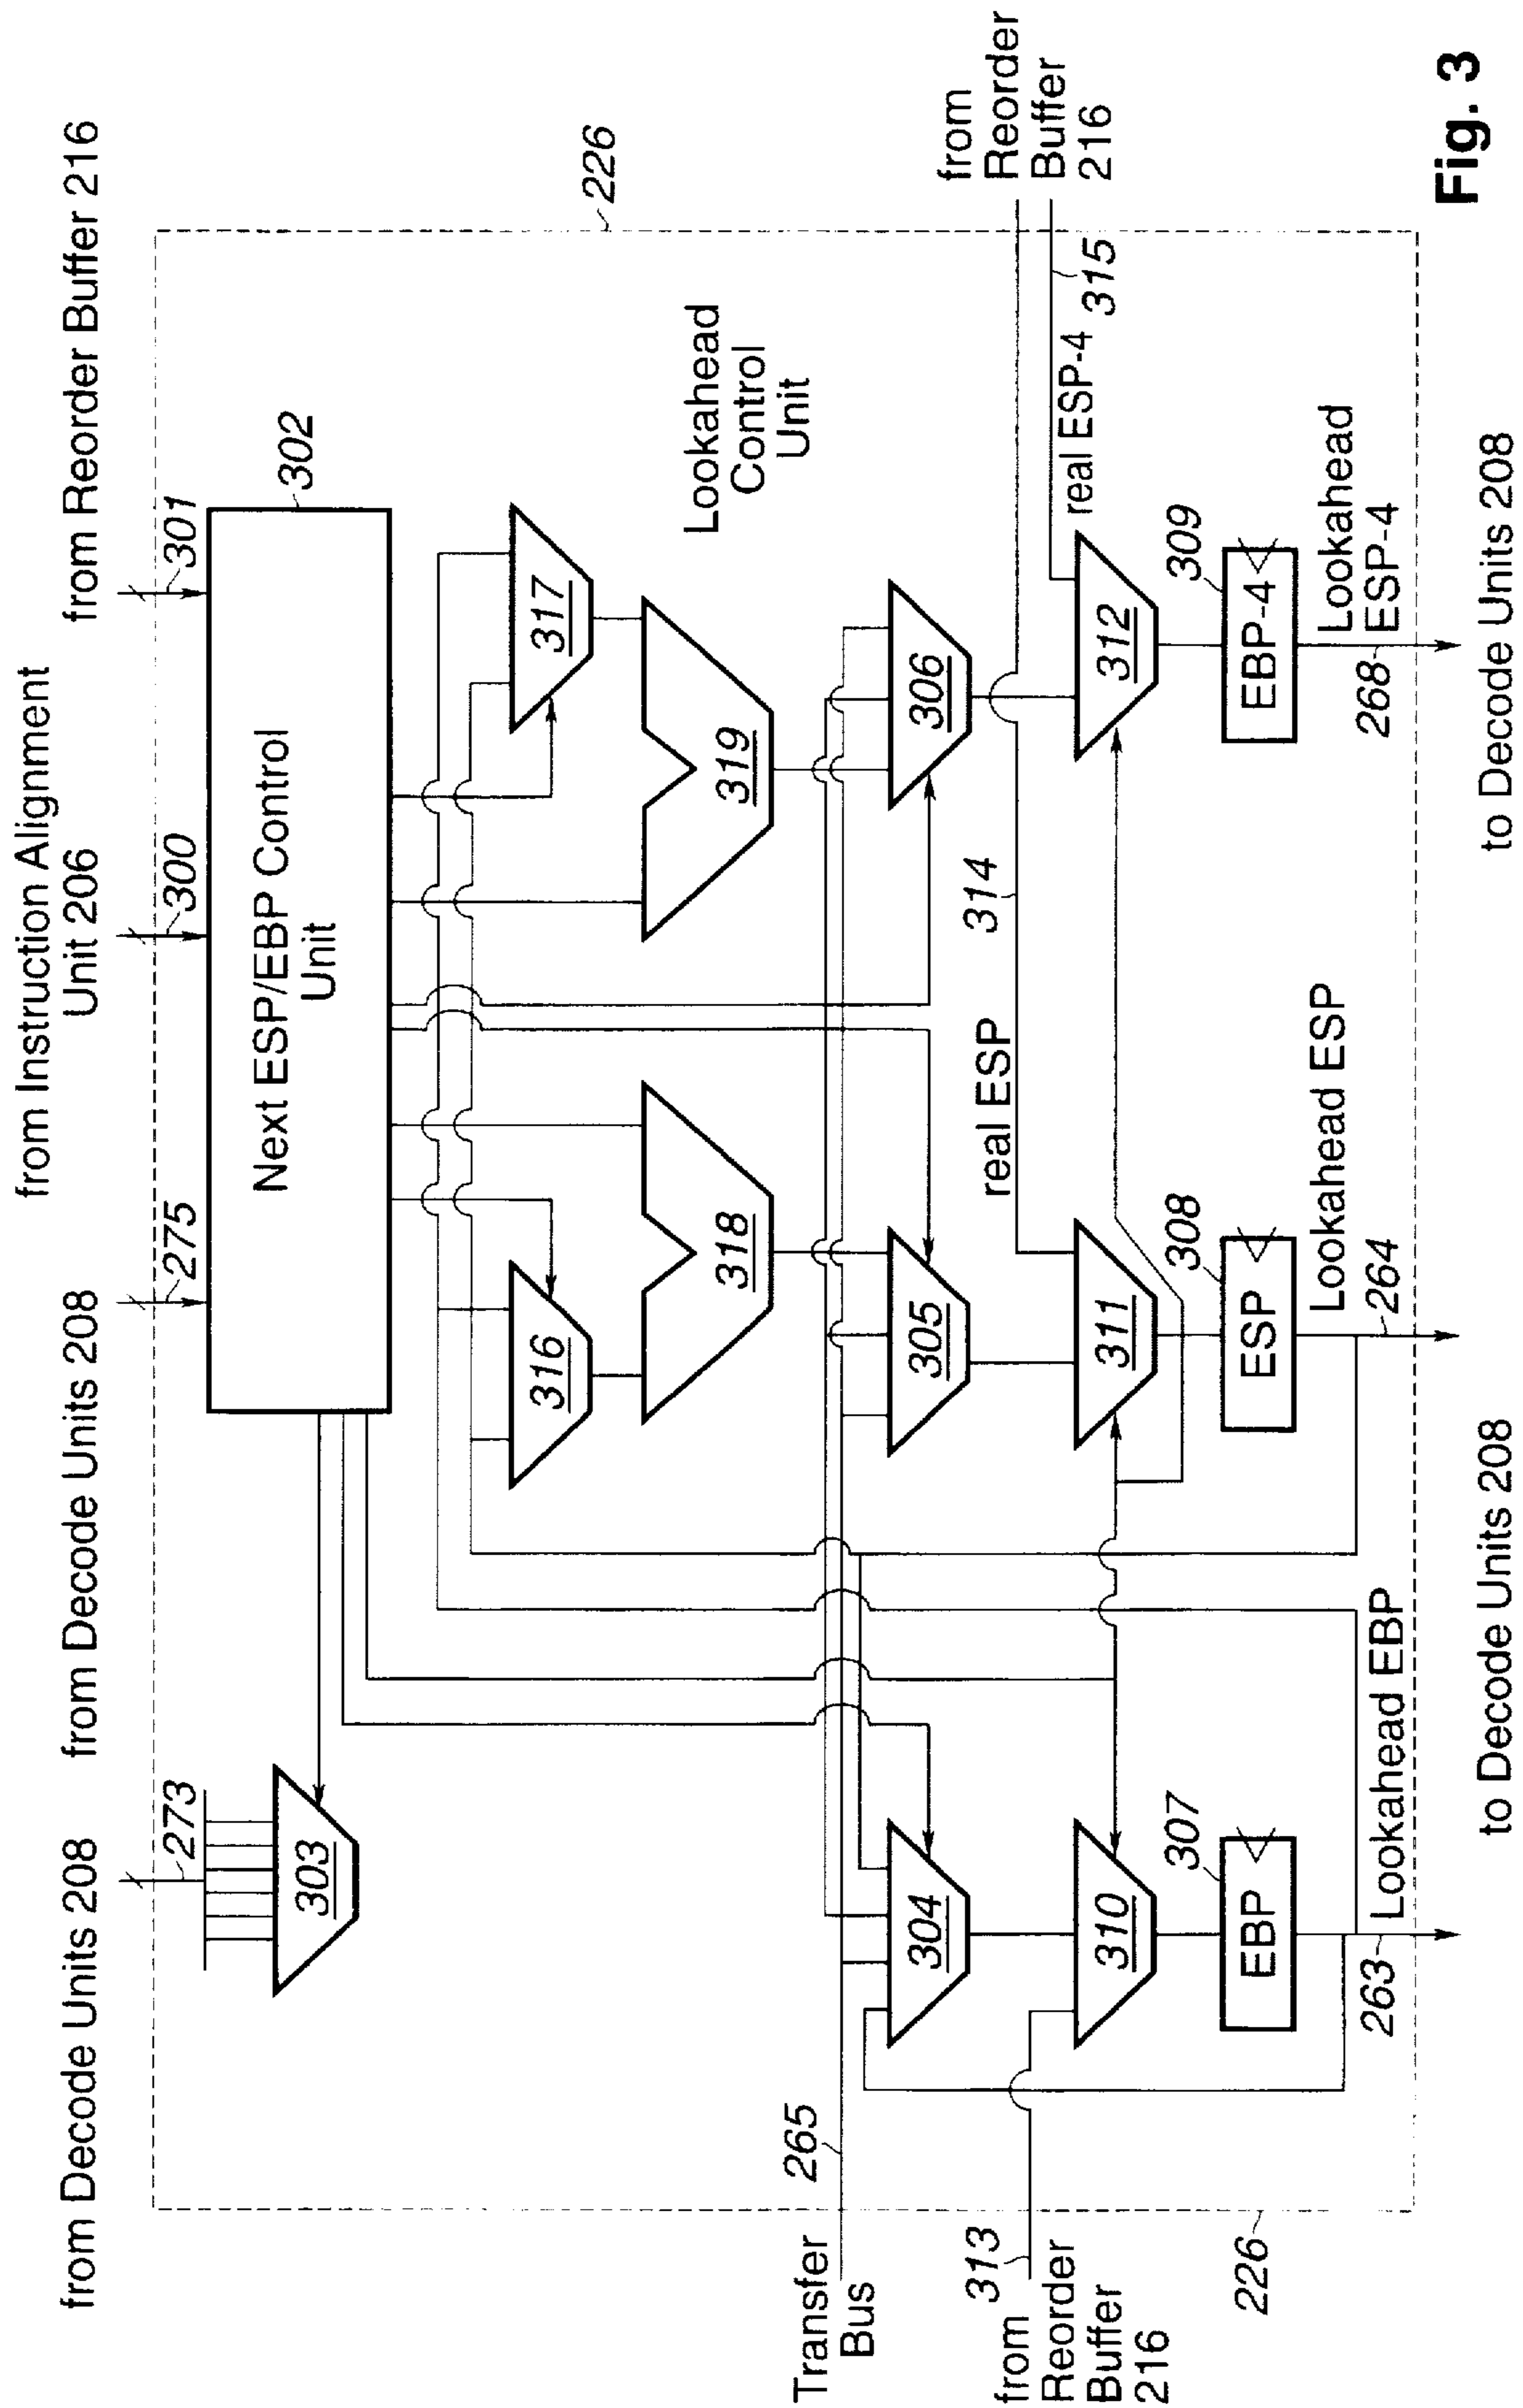 from Decode Units 208
from Decode Units 208
from Instruction Alignment
Unit 206
from Reorder Buffer 216
273
275
300
301
302
Next ESP/EBP Control
Unit
226
303
316
317
318
319
Lookahead
Control
Unit
Transfer
Bus
265
304
305
306
314
real ESP
from
Reorder
Buffer
216
real ESP-4
315
313
from
Reorder
Buffer
216
310
311
312
307
308
309
EBP
ESP
EBP-4
226
263
Lookahead EBP
264
Lookahead ESP
268
Lookahead
ESP-4
to Decode Units 208
to Decode Units 208
Fig. 3